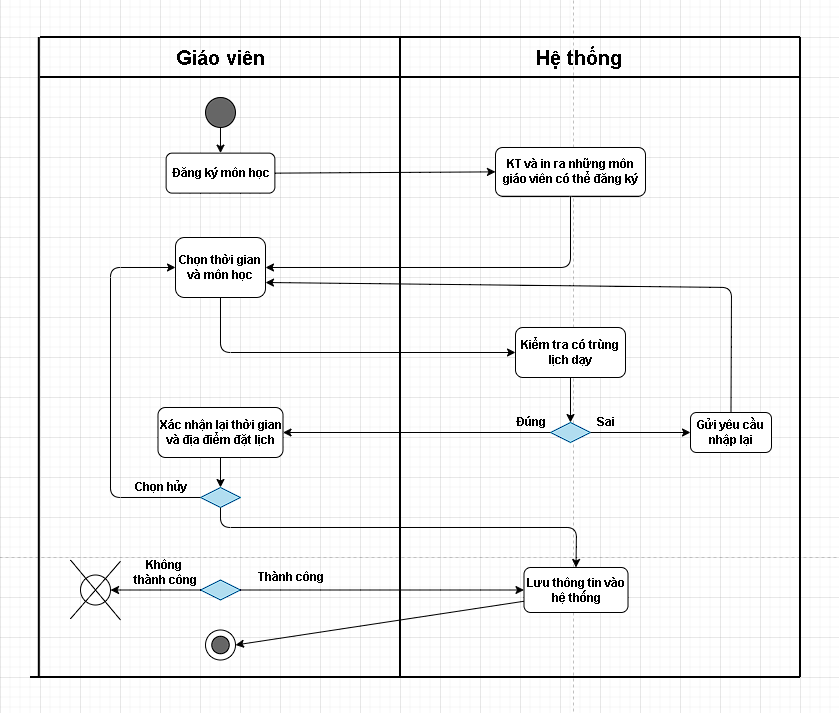 Giáo viên
Hệ thống
Đăng ký môn học
KT và in ra những môn
giáo viên có thể đăng ký
Chọn thời gian
và môn học
Kiểm tra có trùng
lịch dạy
Xác nhận lại thời gian
và địa điểm đặt lịch
Đúng
Sai
Gửi yêu cầu
nhập lại
Chọn hủy
Không
thành công
Thành công
Lưu thông tin vào
hệ thống